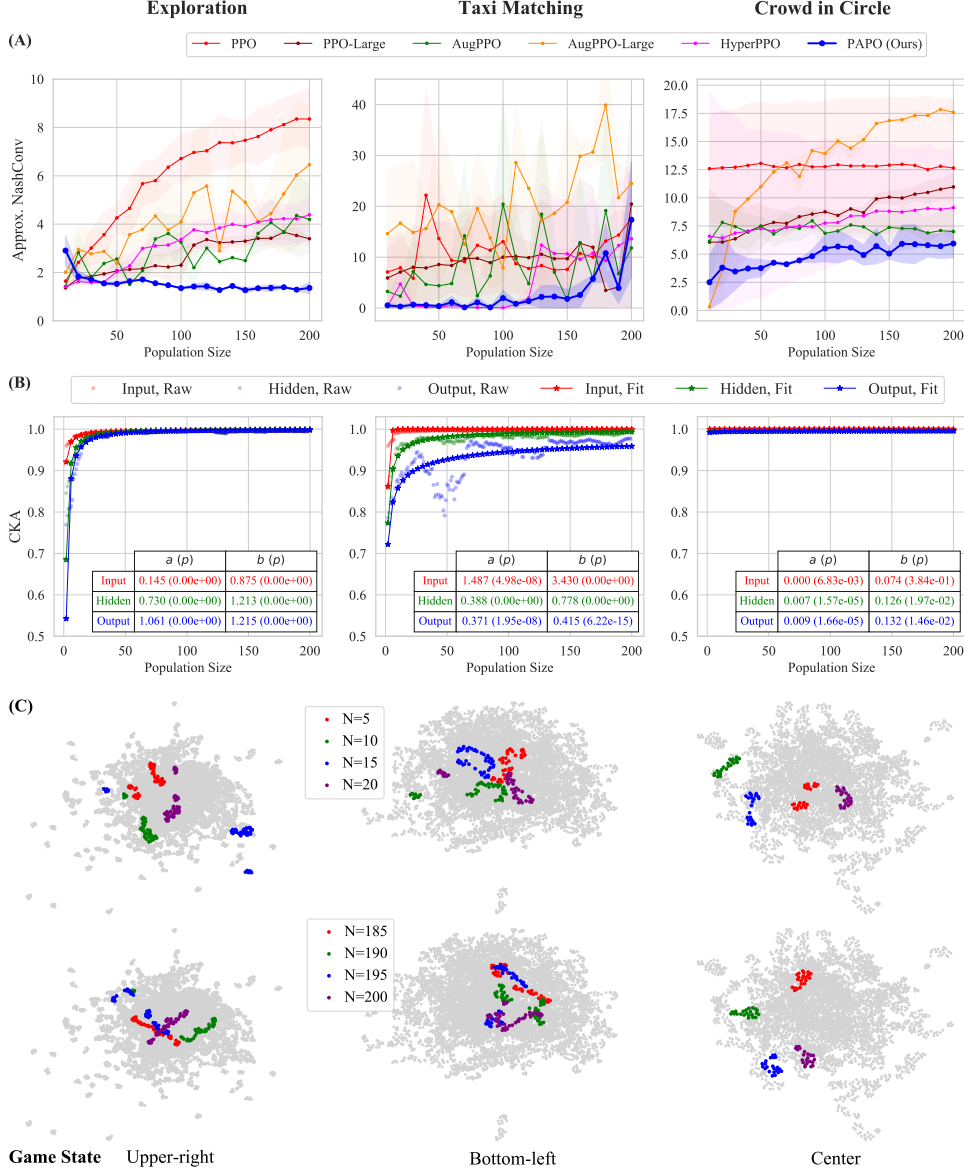 Exploration
Taxi Matching
Crowd in Circle
(A)
PPO
PPO-Large
AugPPO
AugPPO-Large
HyperPPO
PAPO (Ours)
Approx. NashConv
10
8
6
4
2
0
50
100
150
200
Population Size
40
30
20
10
0
50
100
150
200
Population Size
17.5
15.0
12.5
10.0
7.5
5.0
2.5
0.0
50
100
150
200
Population Size
(B)
Input, Raw
Hidden, Raw
Output, Raw
Input, Fit
Hidden, Fit
Output, Fit
CKA
1.0
0.9
0.8
0.7
0.6
0.5
a (p) b (p)
Input 0.145 (0.00e+00) 0.875 (0.00e+00)
Hidden 0.730 (0.00e+00) 1.213 (0.00e+00)
Output 1.061 (0.00e+00) 1.215 (0.00e+00)
0
50
100
150
200
Population Size
1.0
0.9
0.8
0.7
0.6
0.5
a (p) b (p)
Input 1.487 (4.98e-08) 3.430 (0.00e+00)
Hidden 0.388 (0.00e+00) 0.778 (0.00e+00)
Output 0.371 (1.95e-08) 0.415 (6.22e-15)
0
50
100
150
200
Population Size
1.0
0.9
0.8
0.7
0.6
0.5
a (p) b (p)
Input 0.000 (6.83e-03) 0.074 (3.84e-01)
Hidden 0.007 (1.57e-05) 0.126 (1.97e-02)
Output 0.009 (1.66e-05) 0.132 (1.46e-02)
0
50
100
150
200
Population Size
(C)
N=5
N=10
N=15
N=20
N=185
N=190
N=195
N=200
Game State
Upper-right
Bottom-left
Center